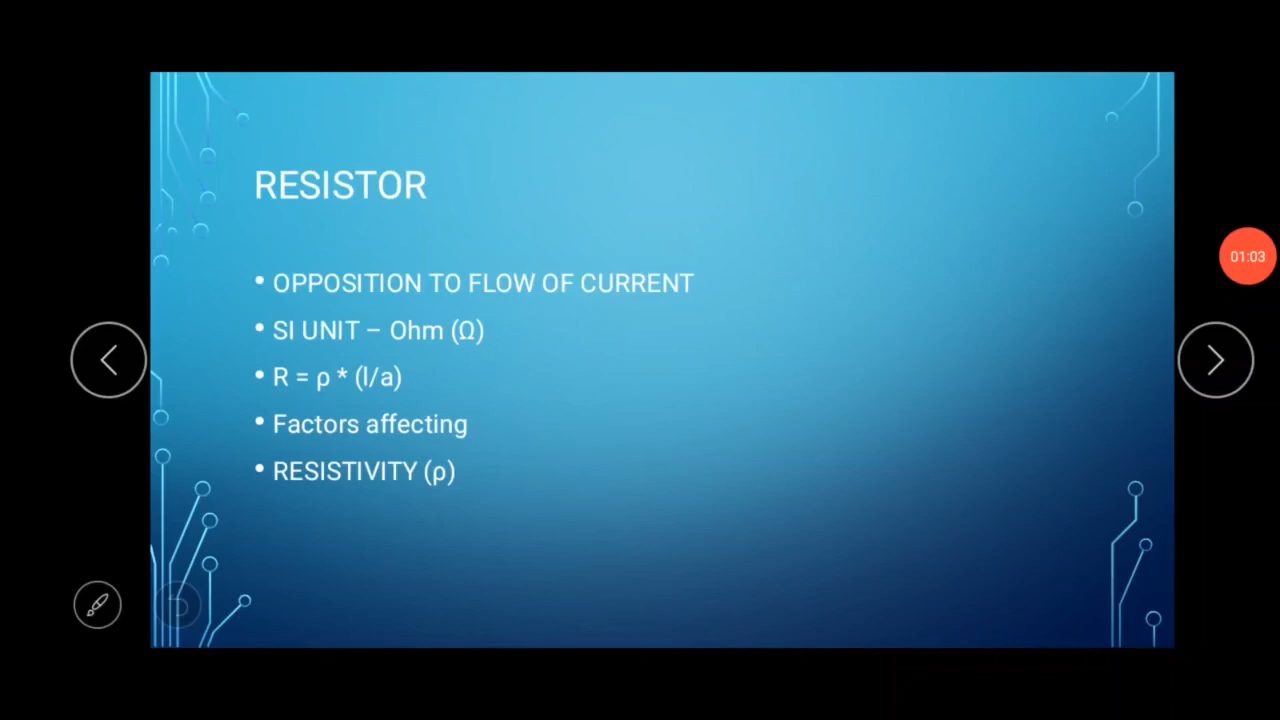 RESISTOR
• OPPOSITION TO FLOW OF CURRENT
• SI UNIT – Ohm (Ω)
• R = ρ * (l/a)
• Factors affecting
• RESISTIVITY (ρ)
01:03